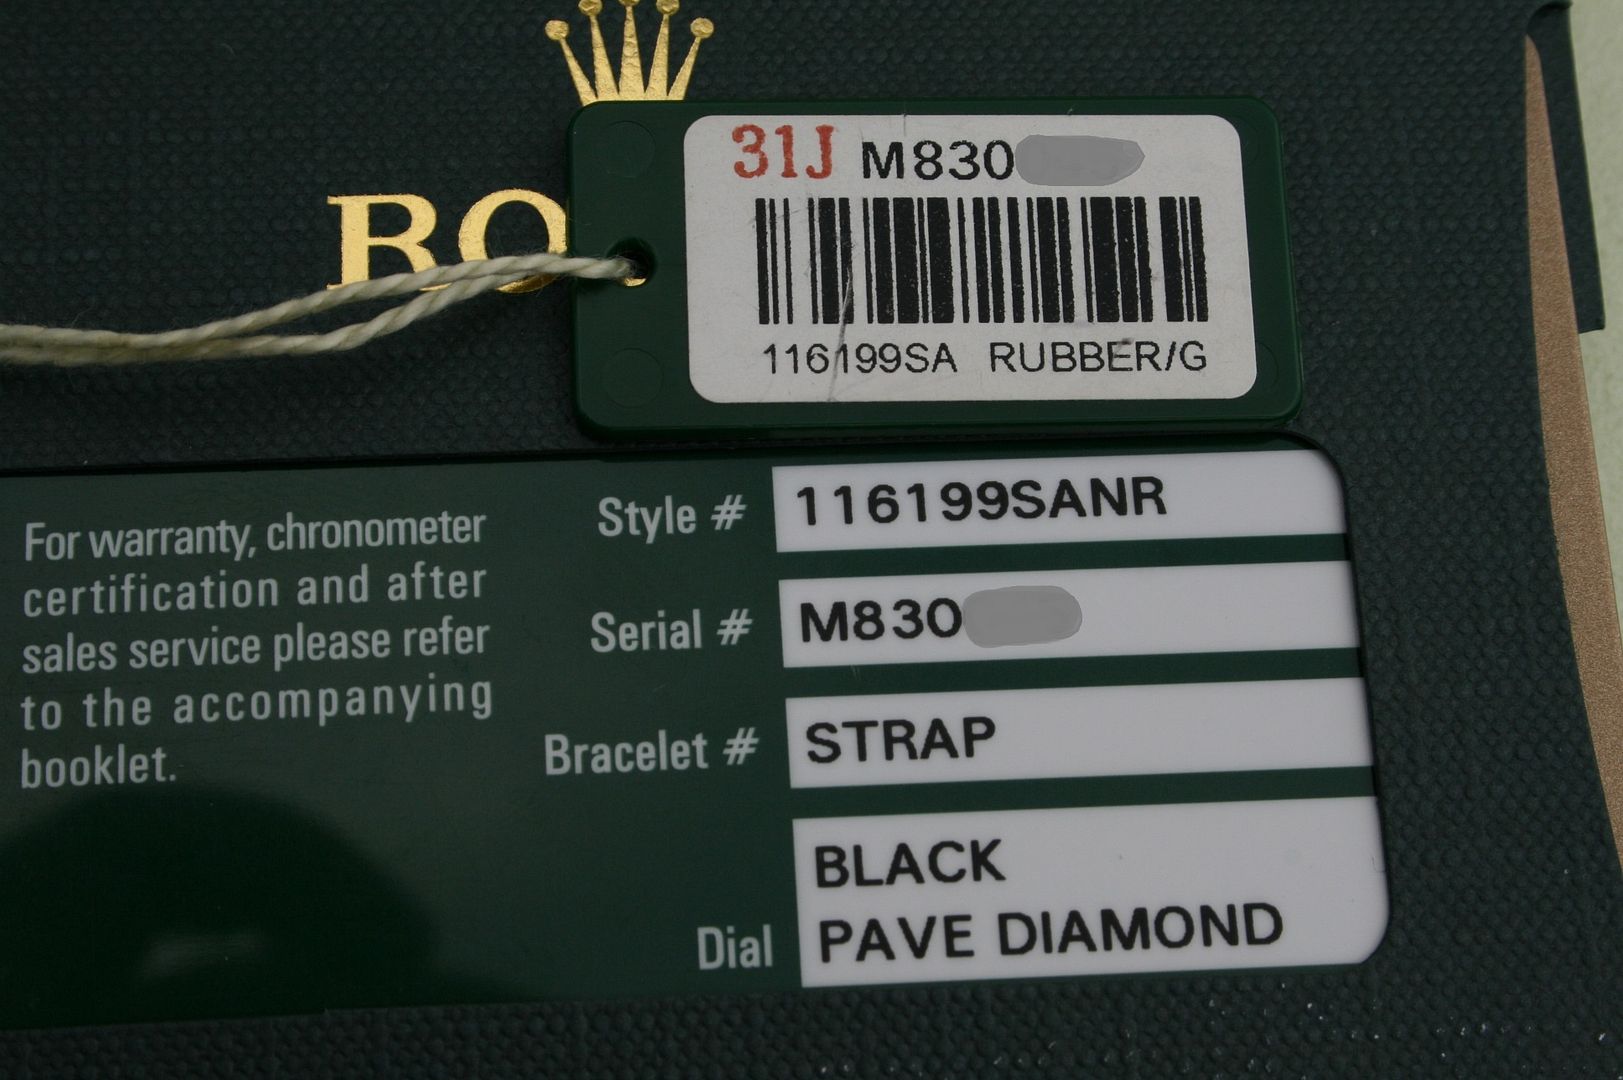 RO
31J M830
116199SA RUBBER/G
For warranty, chronometer
certification and after
sales service please refer
to the accompanying
booklet.
Style # 116199SANR
Serial # M830
Bracelet # STRAP
Dial BLACK
PAVE DIAMOND